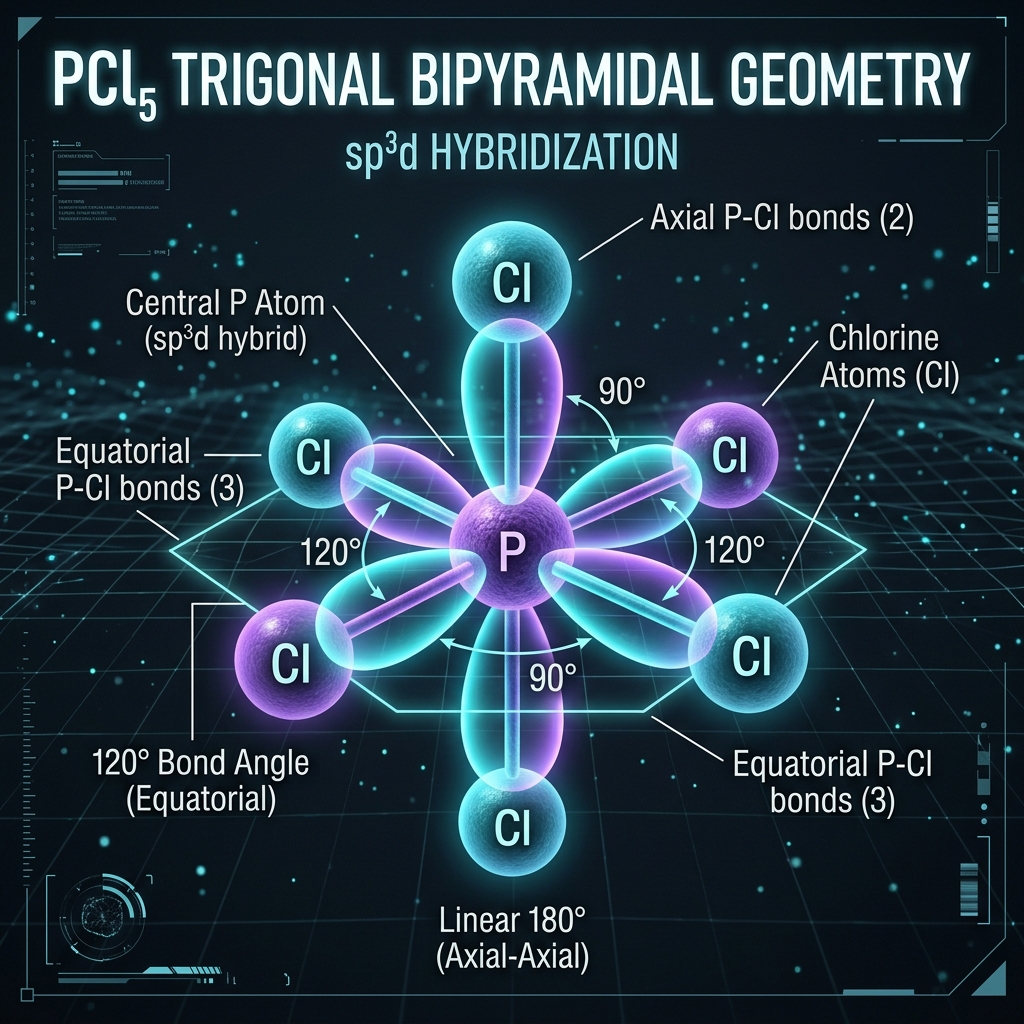 PCl₅ TRIGONAL BIPYRAMIDAL GEOMETRY
sp³d HYBRIDIZATION
Axial P-Cl bonds (2)
Cl
Central P Atom
(sp³d hybrid)
Chlorine
Atoms (Cl)
90°
Equatorial
P-Cl bonds (3)
Cl
Cl
120°
P
120°
Cl
Cl
90°
120° Bond Angle
(Equatorial)
Equatorial P-Cl
bonds (3)
Cl
Linear 180°
(Axial-Axial)